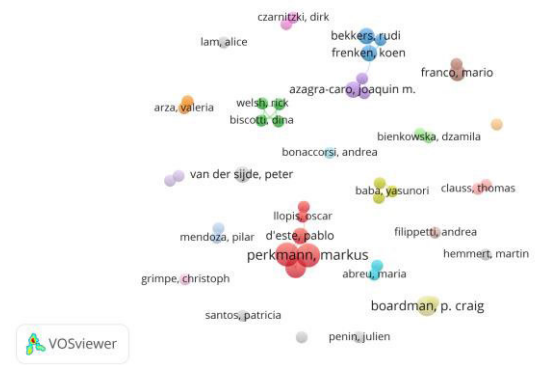 czarnitzki, dirk
lam, alice
bekkers, rudi
frenken, koen
franco, mario
azagra-caro, joaquin m.
arza, valeria
welsh, rick
biscotti, dina
bienkowska, dzamila
bonaccorsi, andrea
van der sijde, peter
baba, yasunori
clauss, thomas
llopis, oscar
mendoza, pilar
d'este, pablo
filippetti, andrea
perkmann, markus
hemmert, martin
abreu, maria
grimpe, christoph
boardman, p. craig
santos, patricia
penin, julien
VOSviewer